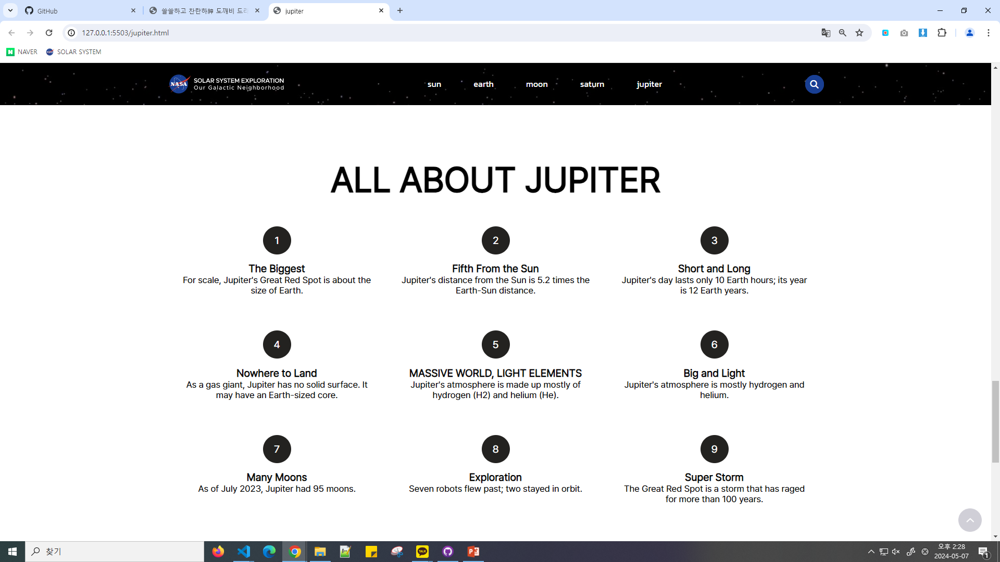 GitHub
쓸쓸하고 찬란하神 도깨비 드라
jupiter
127.0.0.1:5503/jupiter.html
NAVER
SOLAR SYSTEM
NASA
SOLAR SYSTEM EXPLORATION
Our Galactic Neighborhood
sun
earth
moon
saturn
jupiter
ALL ABOUT JUPITER
1
The Biggest
For scale, Jupiter's Great Red Spot is about the
size of Earth.
2
Fifth From the Sun
Jupiter's distance from the Sun is 5.2 times the
Earth-Sun distance.
3
Short and Long
Jupiter's day lasts only 10 Earth hours; its year
is 12 Earth years.
4
Nowhere to Land
As a gas giant, Jupiter has no solid surface. It
may have an Earth-sized core.
5
MASSIVE WORLD, LIGHT ELEMENTS
Jupiter's atmosphere is made up mostly of
hydrogen (H2) and helium (He).
6
Big and Light
Jupiter's atmosphere is mostly hydrogen and
helium.
7
Many Moons
As of July 2023, Jupiter had 95 moons.
8
Exploration
Seven robots flew past; two stayed in orbit.
9
Super Storm
The Great Red Spot is a storm that has raged
for more than 100 years.
찾기
TALK
오후 2:28
2024-05-07
1